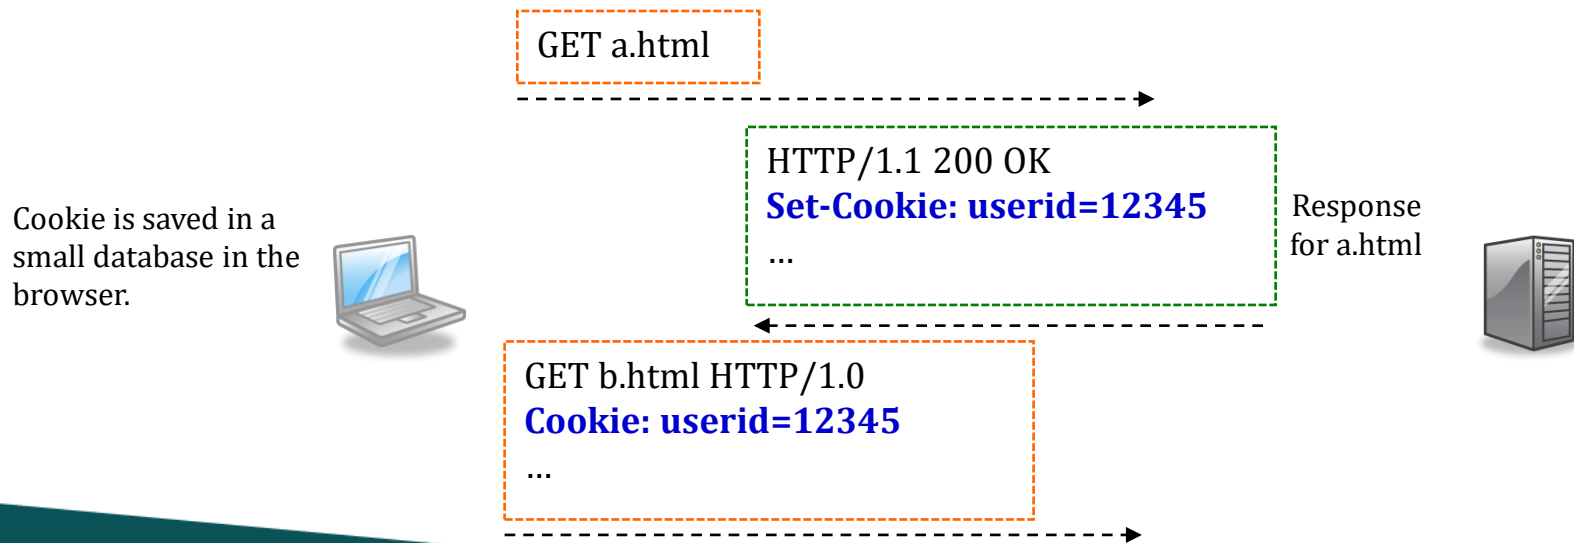 GET a.html
HTTP/1.1 200 OK
Set-Cookie: userid=12345
...
Response
for a.html
Cookie is saved in a
small database in the
browser.
GET b.html HTTP/1.0
Cookie: userid=12345
...